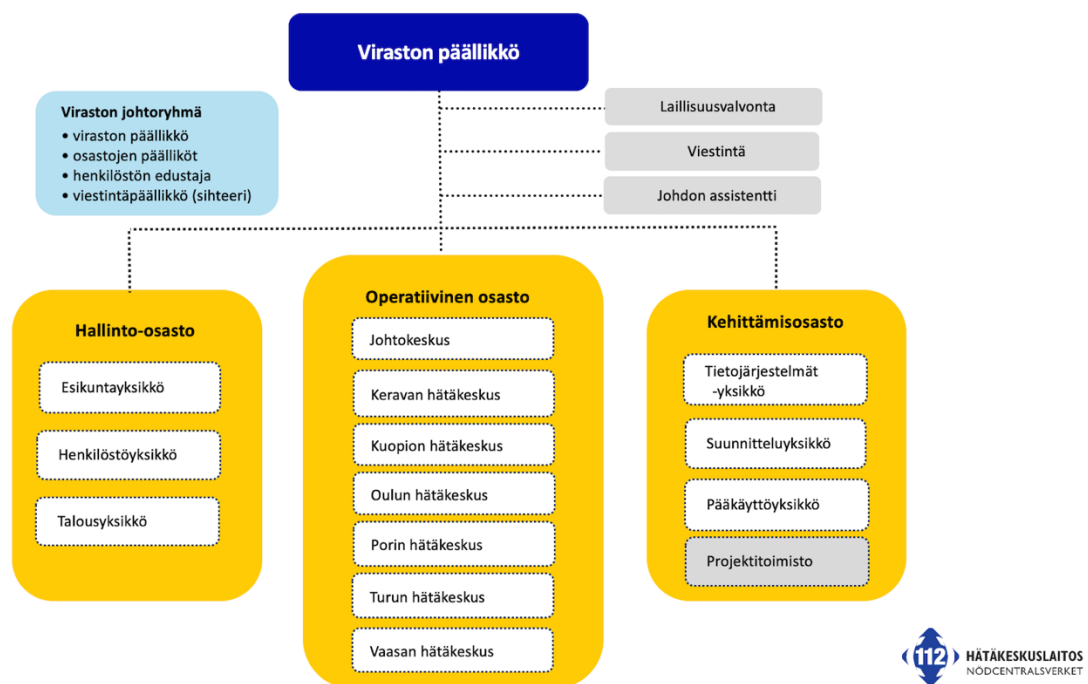 Viraston päällikkö
Viraston johtoryhmä
• viraston päällikkö
• osastojen päälliköt
• henkilöstön edustaja
• viestintäpäällikkö (sihteeri)
Laillisuusvalvonta
Viestintä
Johdon assistentti
Hallinto-osasto
Esikuntayksikkö
Henkilöstöyksikkö
Talousyksikkö
Operatiivinen osasto
Johtokeskus
Keravan hätäkeskus
Kuopion hätäkeskus
Oulun hätäkeskus
Porin hätäkeskus
Turun hätäkeskus
Vaasan hätäkeskus
Kehittämisosasto
Tietojärjestelmät
-yksikkö
Suunnitteluyksikkö
Pääkäyttöyksikkö
Projektitoimisto
112
HÄTÄKESKUSLAITOS
NÖDCENTRALSVERKET